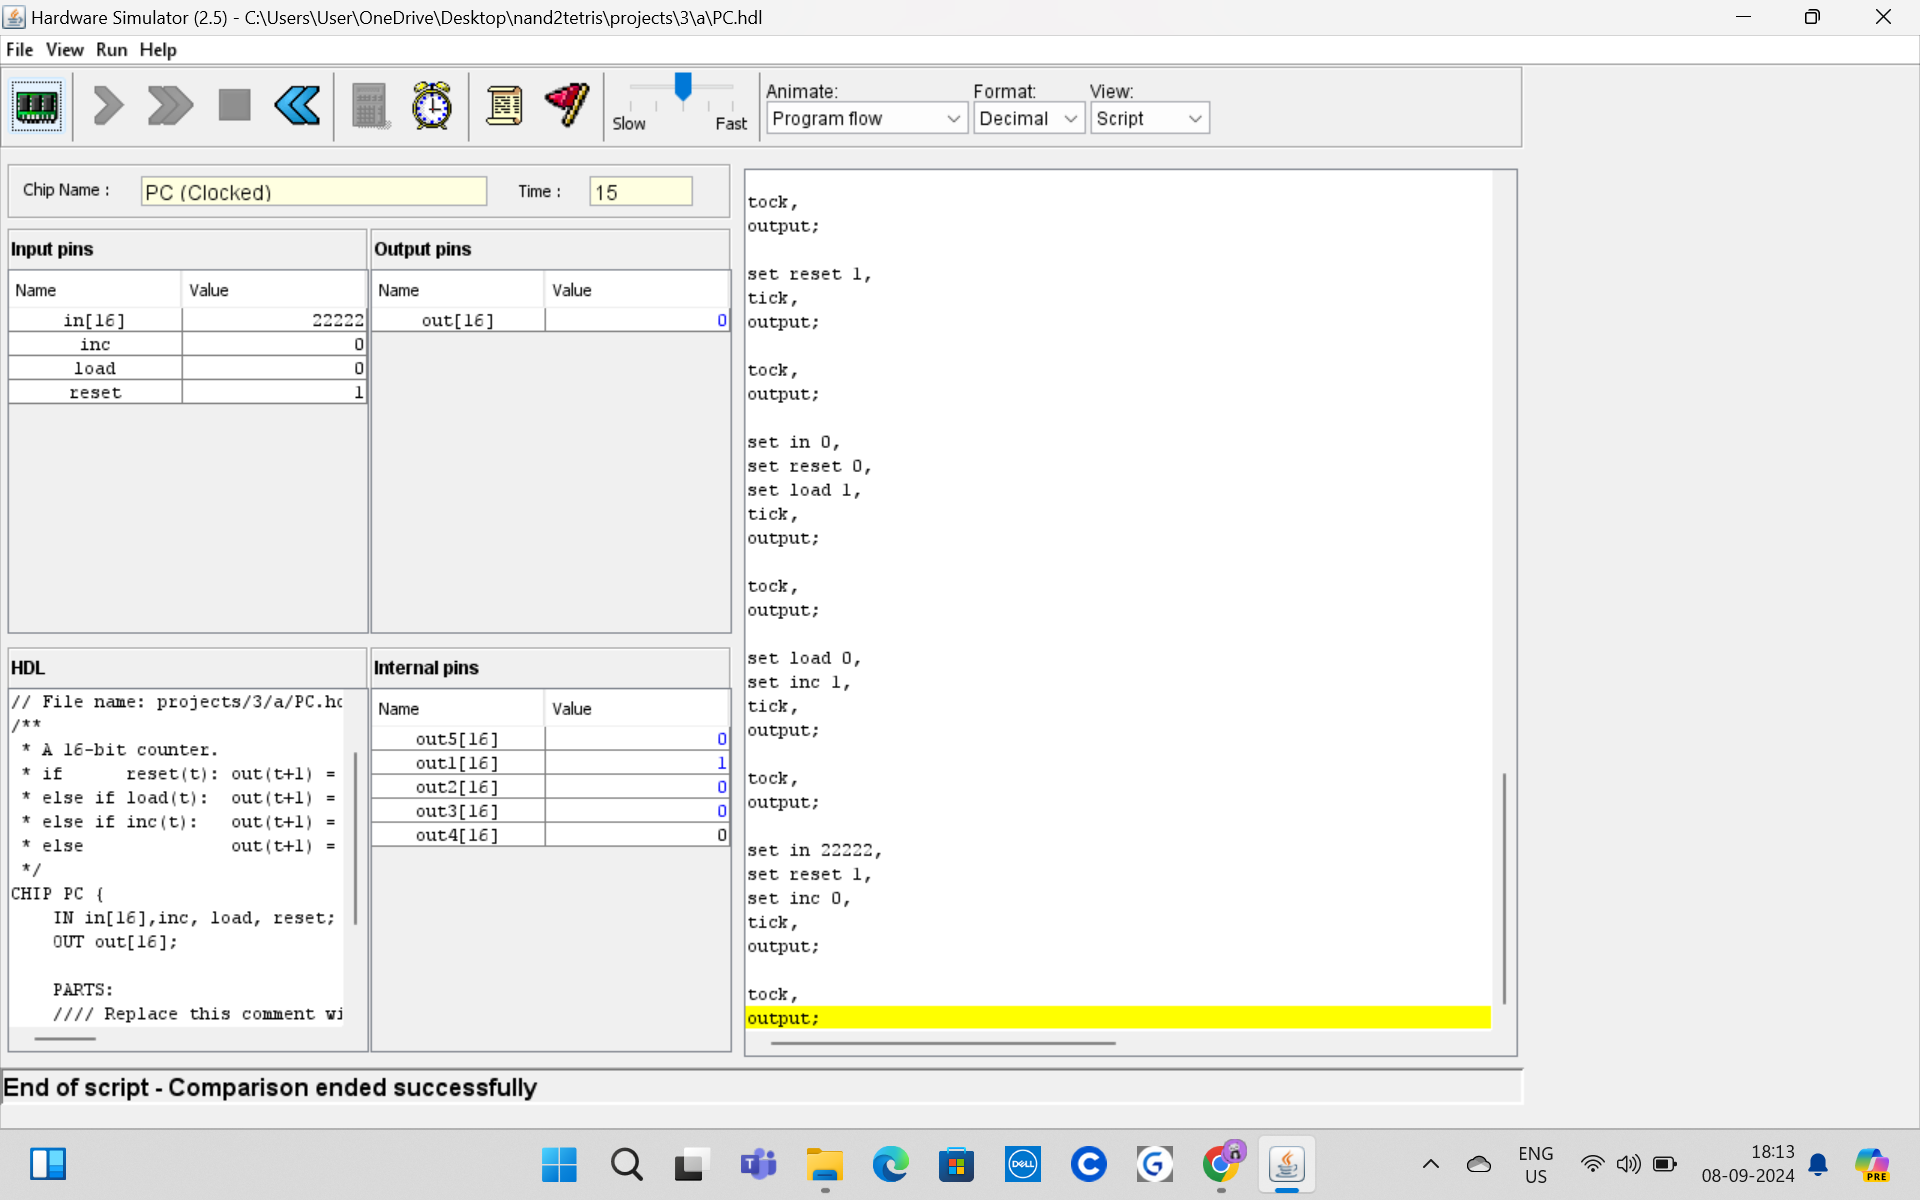 Hardware Simulator (2.5) - C:\Users\User\OneDrive\Desktop\nand2tetris\projects\3\a\PC.hdl
File View Run Help
Slow Fast
Animate:
Program flow
Format:
Decimal
View:
Script
Chip Name :
PC (Clocked)
Time :
15
Input pins
Name Value
in[16] 22222
inc 0
load 0
reset 1
Output pins
Name Value
out[16] 0
HDL
// File name: projects/3/a/PC.hd
/**
* A 16-bit counter.
* if reset(t): out(t+1) =
* else if load(t): out(t+1) =
* else if inc(t): out(t+1) =
* else out(t+1) =
*/
CHIP PC {
IN in[16],inc, load, reset;
OUT out[16];
PARTS:
//// Replace this comment wi
Internal pins
Name Value
out5[16] 0
out1[16] 1
out2[16] 0
out3[16] 0
out4[16] 0
tock,
output;
set reset 1,
tick,
output;
tock,
output;
set in 0,
set reset 0,
set load 1,
tick,
output;
tock,
output;
set load 0,
set inc 1,
tick,
output;
tock,
output;
set in 22222,
set reset 1,
set inc 0,
tick,
output;
tock,
output;
End of script - Comparison ended successfully
DELL
ENG
US
18:13
08-09-2024
PRE